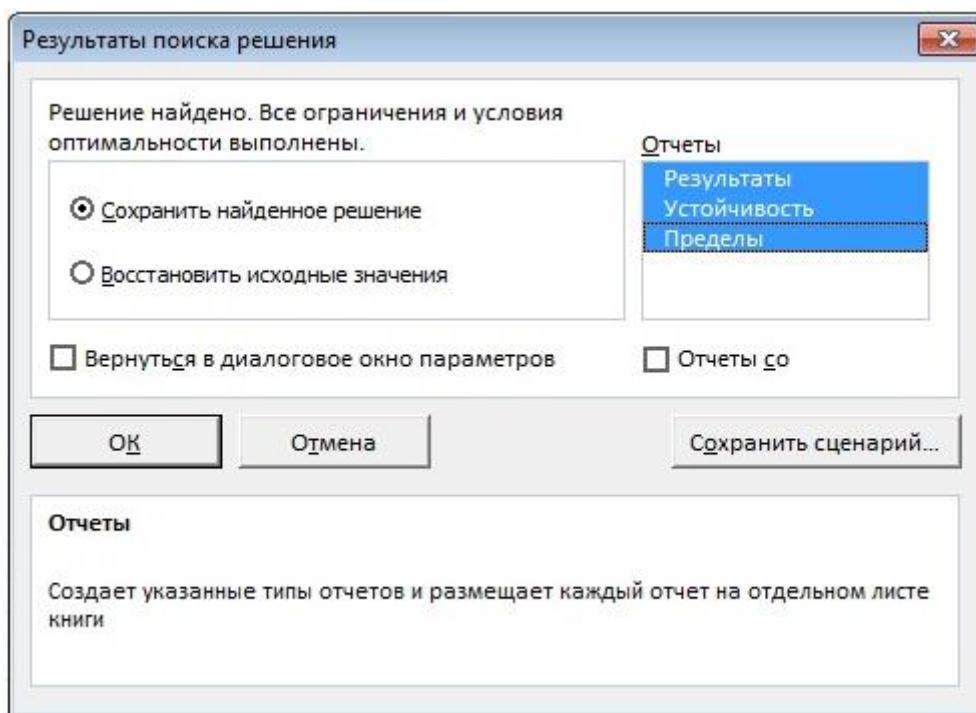 Результаты поиска решения
Решение найдено. Все ограничения и условия
оптимальности выполнены.
Отчеты
Результаты
Устойчивость
Пределы
Сохранить найденное решение
Восстановить исходные значения
Вернуться в диалоговое окно параметров
Отчеты со
ОК
Отмена
Сохранить сценарий...
Отчеты
Создает указанные типы отчетов и размещает каждый отчет на отдельном листе
книги